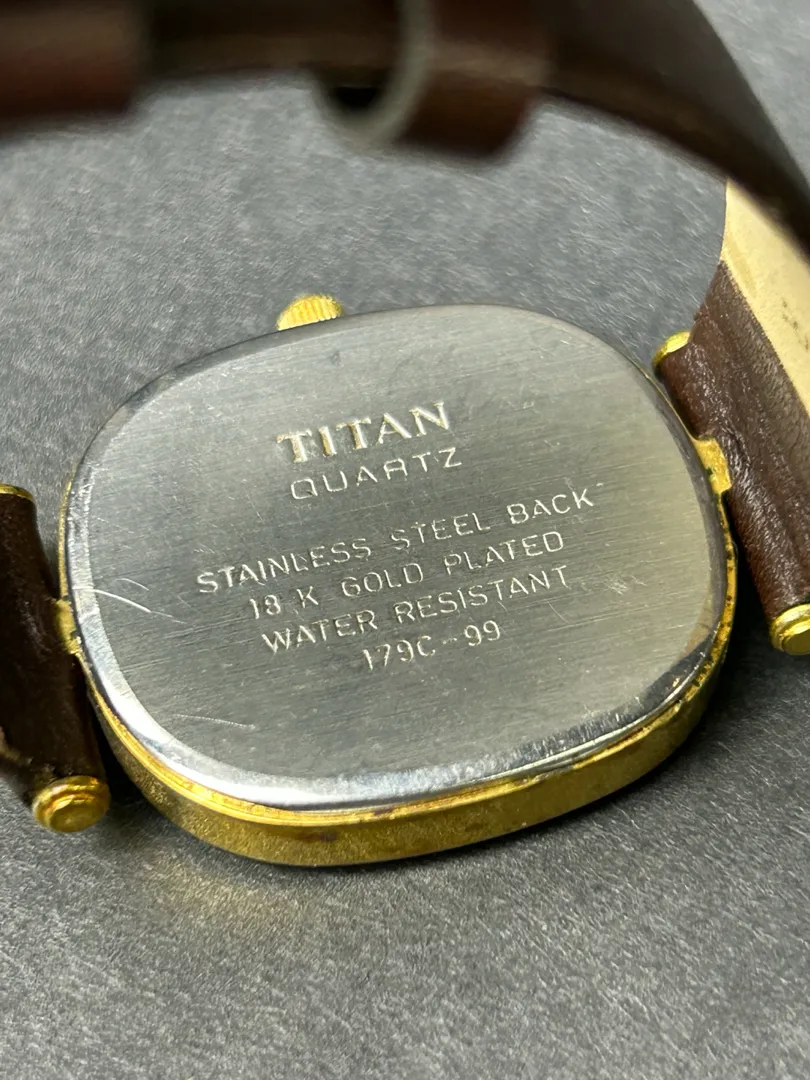 TITAN
QUARTZ
STAINLESS STEEL BACK
18 K GOLD PLATED
WATER RESISTANT
179C-99